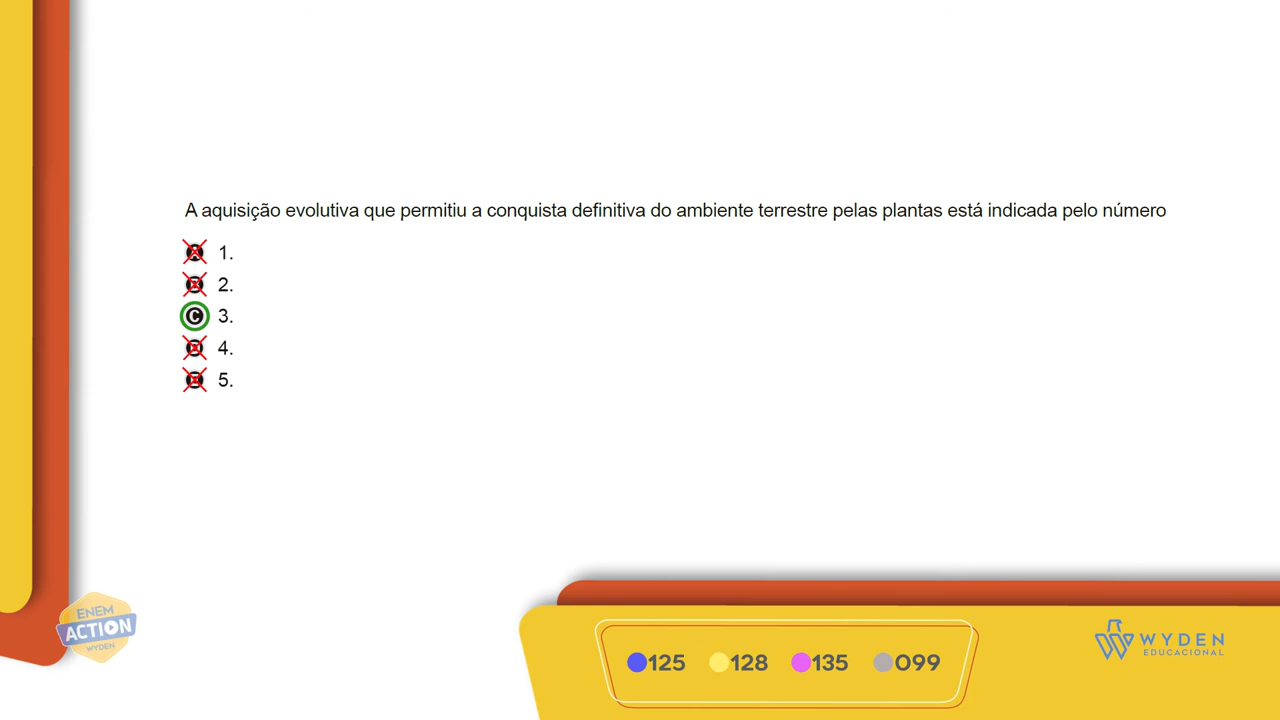 A aquisição evolutiva que permitiu a conquista definitiva do ambiente terrestre pelas plantas está indicada pelo número
1.
2.
C 3.
4.
5.
ENEM
ACTION
WYDEN
125 128 135 099
WYDEN
EDUCACIONAL